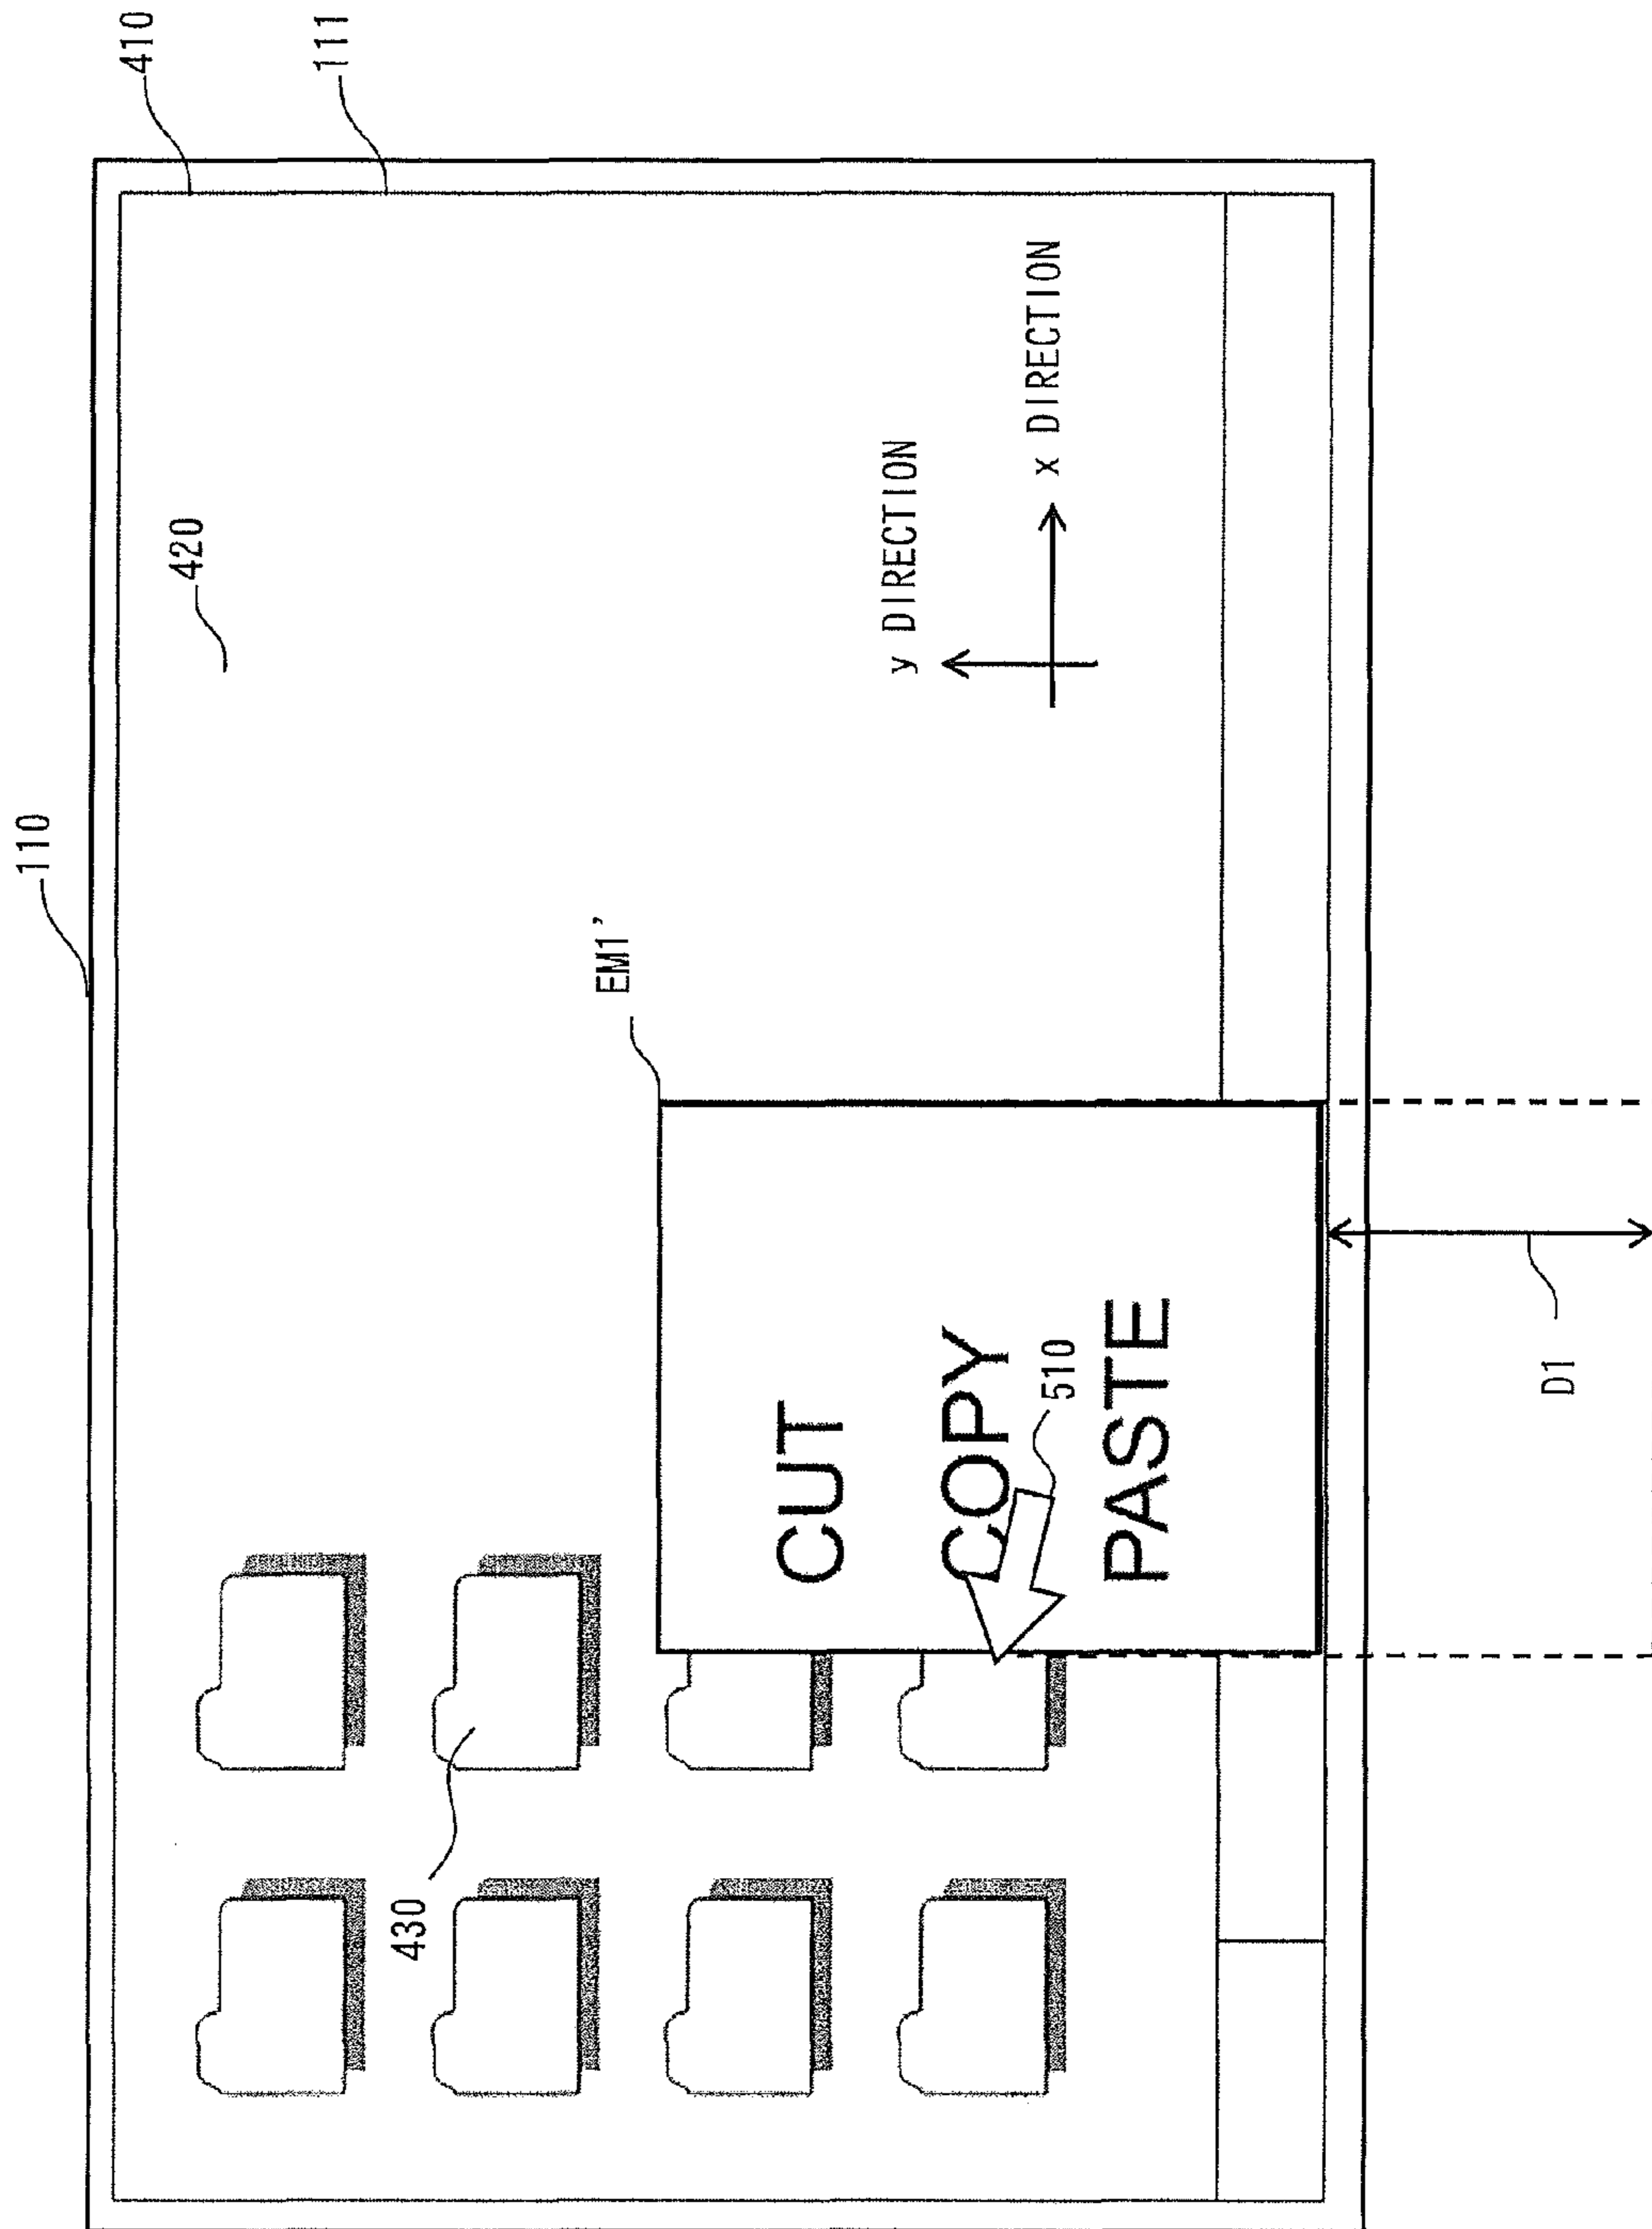 110
410
111
420
EM1’
y DIRECTION
x DIRECTION
430
CUT
COPY
510
PASTE
D1